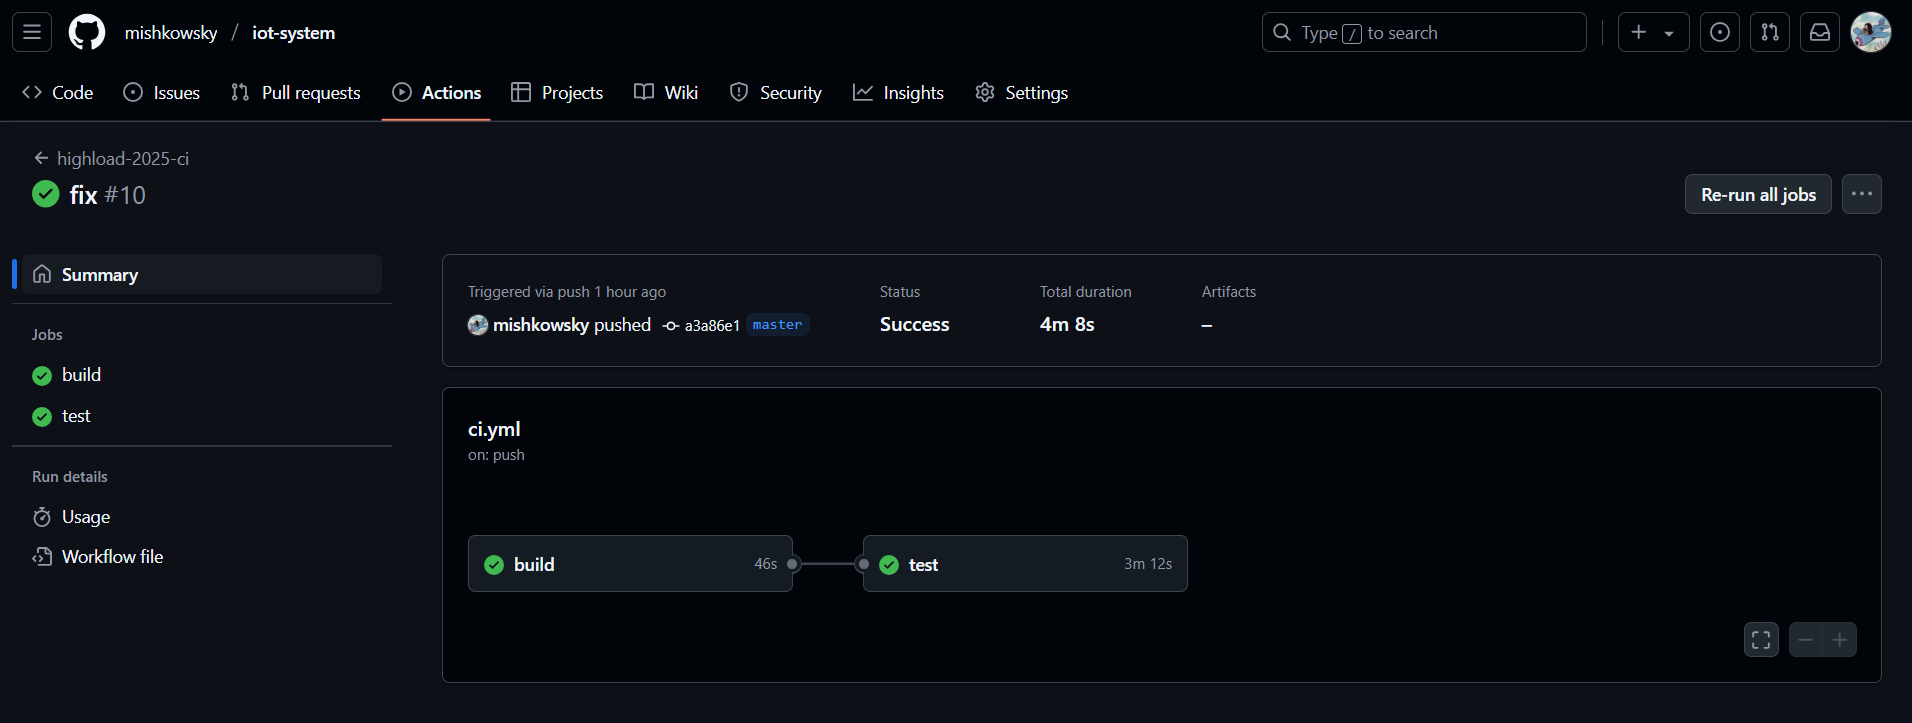 mishkowsky / iot-system
Type / to search
Code Issues Pull requests Actions Projects Wiki Security Insights Settings
highload-2025-ci
fix #10
Re-run all jobs
Summary
Jobs
build
test
Run details
Usage
Workflow file
Triggered via push 1 hour ago
mishkowsky pushed a3a86e1 master
Status
Success
Total duration
4m 8s
Artifacts
–
ci.yml
on: push
build 46s
test 3m 12s